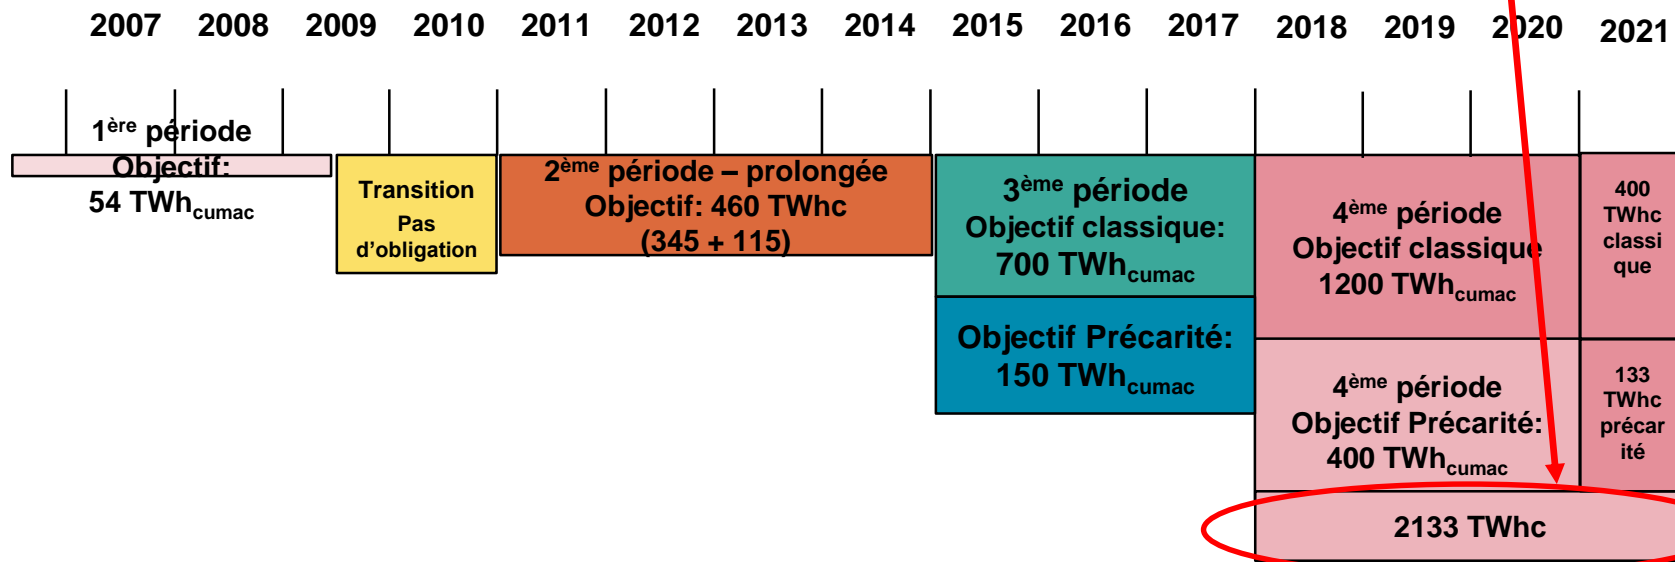 2007 2008 2009 2010 2011 2012 2013 2014 2015 2016 2017 2018 2019 2020 2021
1ère période
Objectif:
54 TWhcumac
Transition
Pas
d’obligation
2ème période – prolongée
Objectif: 460 TWhc
(345 + 115)
3ème période
Objectif classique:
700 TWhcumac
Objectif Précarité:
150 TWhcumac
4ème période
Objectif classique
1200 TWhcumac
4ème période
Objectif Précarité:
400 TWhcumac
400
TWhc
classi
que
133
TWhc
précar
ité
2133 TWhc